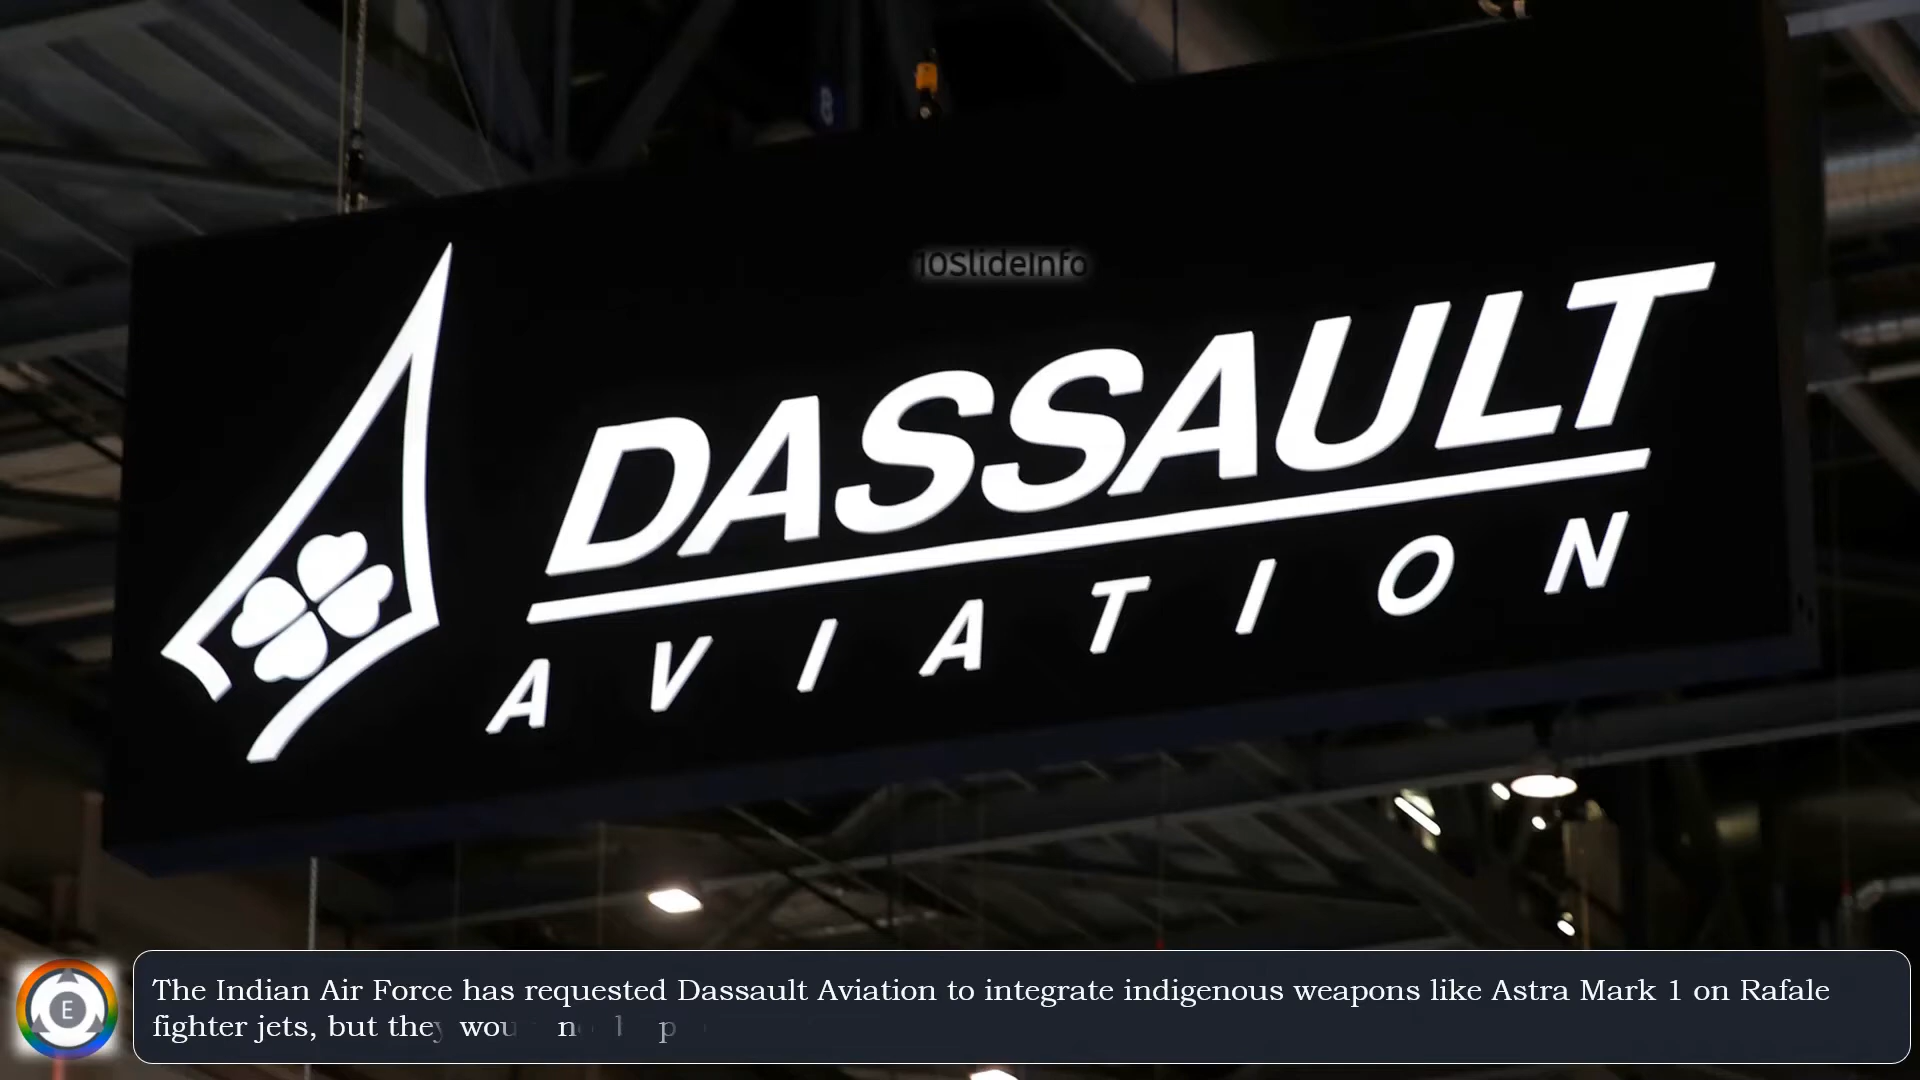 10SlideInfo
DASSAULT
AVIATION
E
The Indian Air Force has requested Dassault Aviation to integrate indigenous weapons like Astra Mark 1 on Rafale
fighter jets, but they